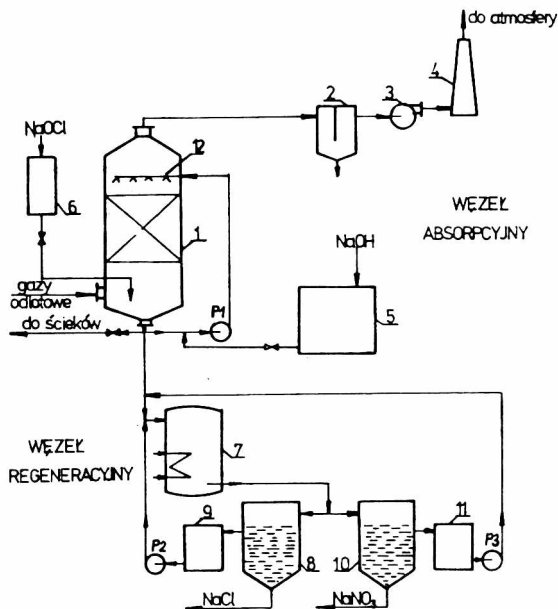 do atmosfery
4
2
3
NaOCl
12
6
WĘZEŁ
ABSORPCYJNY
1
NaOH
gazy
odlotowe
do ścieków
P1
5
WĘZEŁ
REGENERACYJNY
7
9
11
P2
8
10
P3
NaCl
NaNO₃